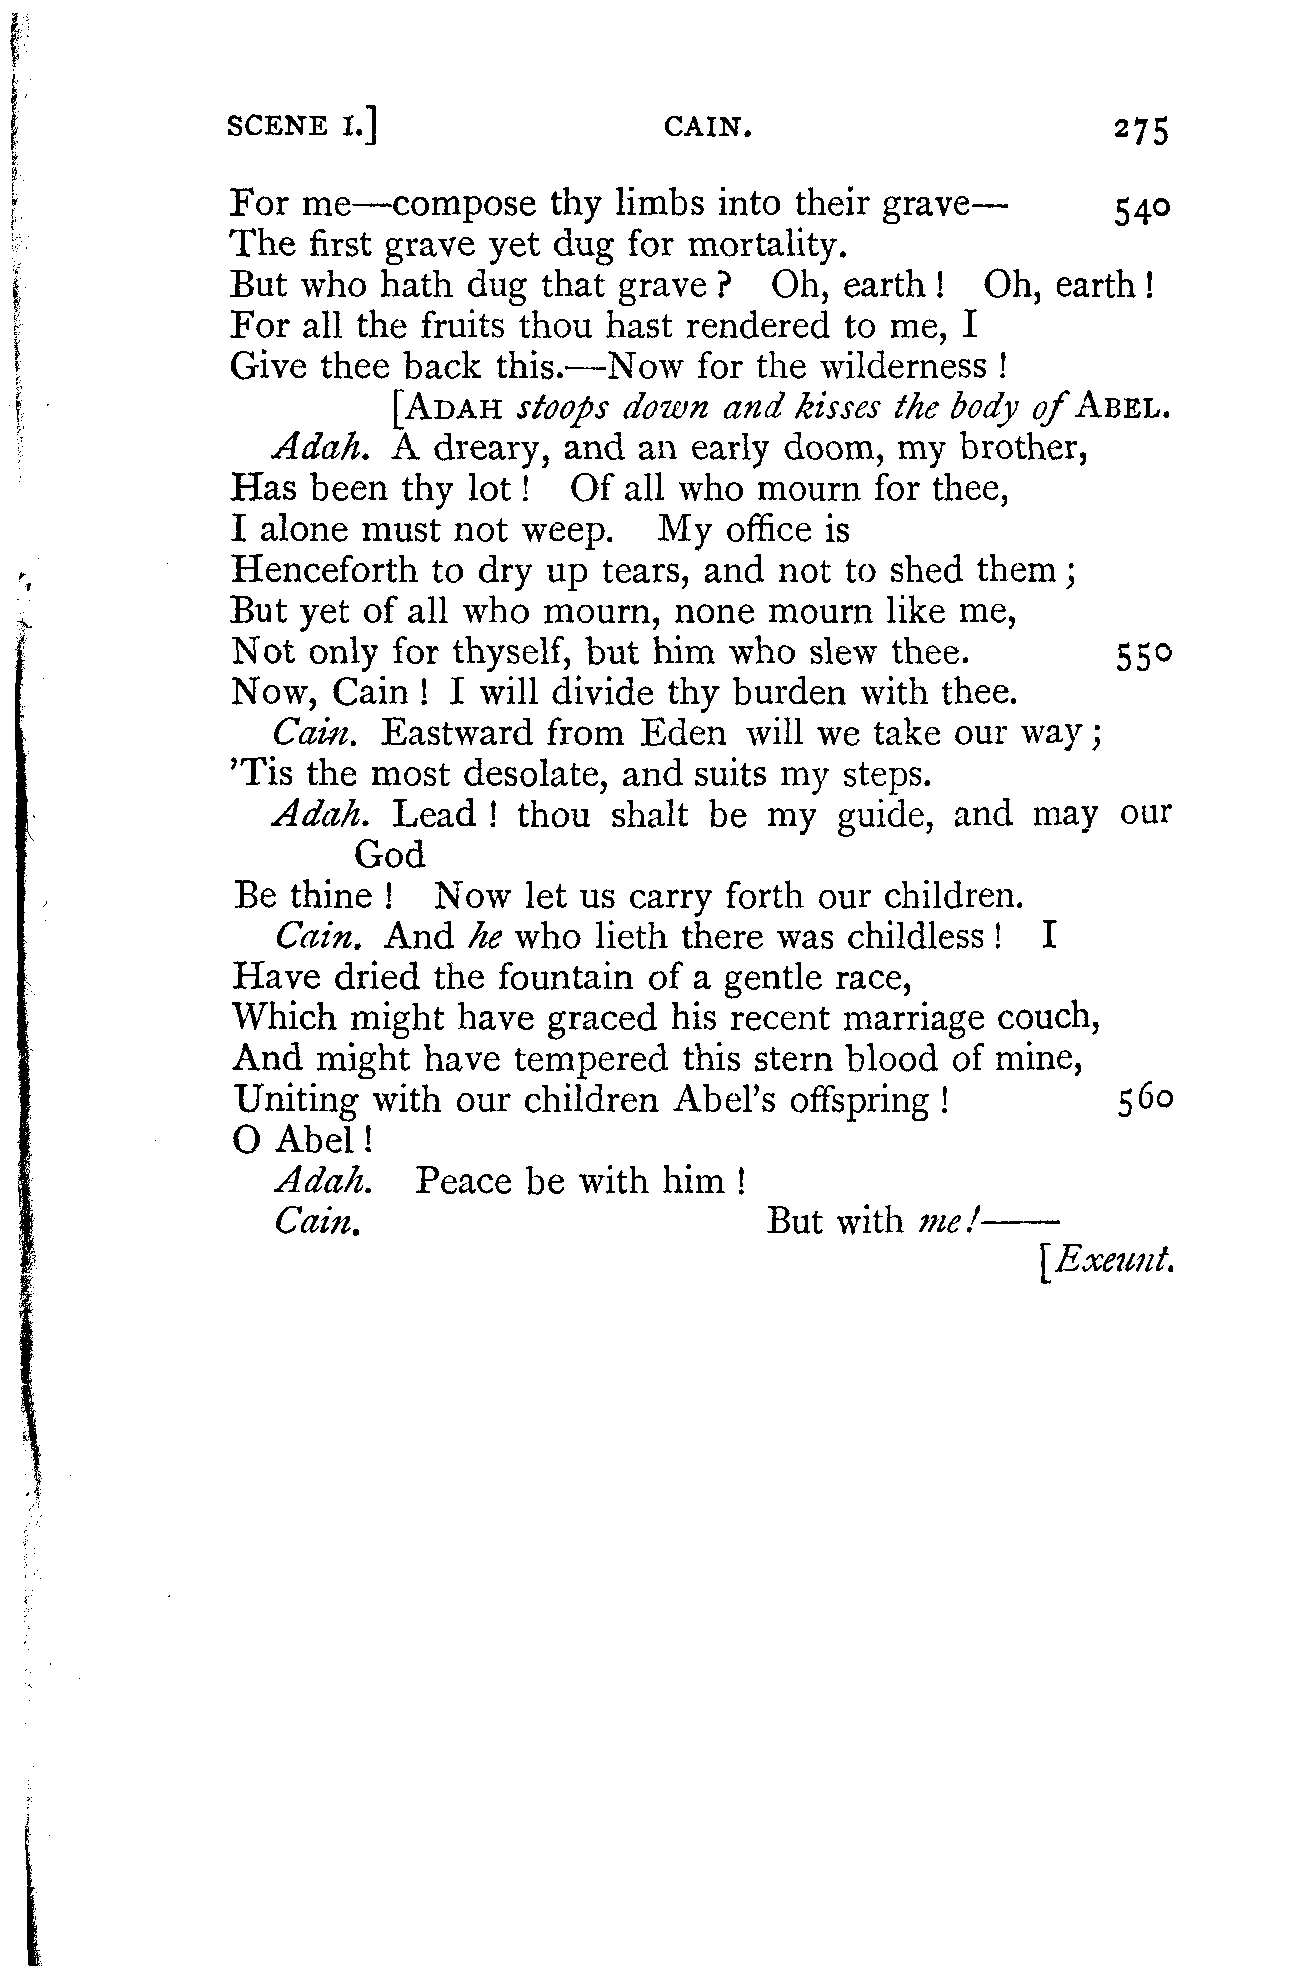 SCENE I.] CAIN. 275
For me—compose thy limbs into their grave— 540
The first grave yet dug for mortality.
But who hath dug that grave? Oh, earth! Oh, earth!
For all the fruits thou hast rendered to me, I
Give thee back this.—Now for the wilderness!
[ADAH stoops down and kisses the body of ABEL.
Adah. A dreary, and an early doom, my brother,
Has been thy lot! Of all who mourn for thee,
I alone must not weep. My office is
Henceforth to dry up tears, and not to shed them;
But yet of all who mourn, none mourn like me,
Not only for thyself, but him who slew thee. 550
Now, Cain! I will divide thy burden with thee.
Cain. Eastward from Eden will we take our way;
’Tis the most desolate, and suits my steps.
Adah. Lead! thou shalt be my guide, and may our
God
Be thine! Now let us carry forth our children.
Cain. And he who lieth there was childless! I
Have dried the fountain of a gentle race,
Which might have graced his recent marriage couch,
And might have tempered this stern blood of mine,
Uniting with our children Abel’s offspring! 560
O Abel!
Adah. Peace be with him!
Cain. But with me!——
[Exeunt.